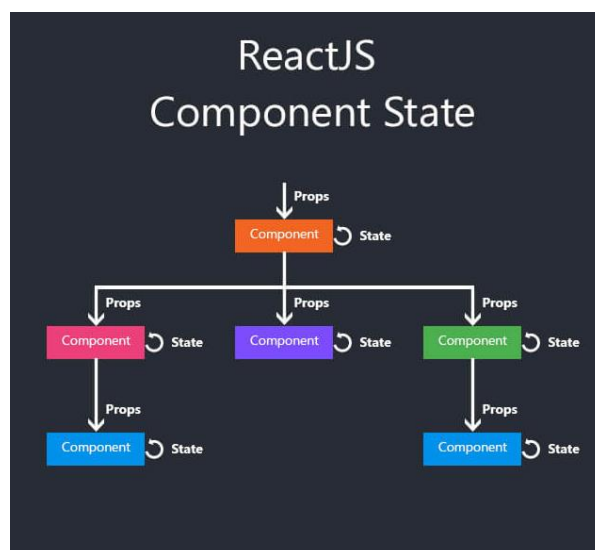 ReactJS
Component State
Props
Component State
Props Props Props
Component State Component State Component State
Props Props
Component State Component State